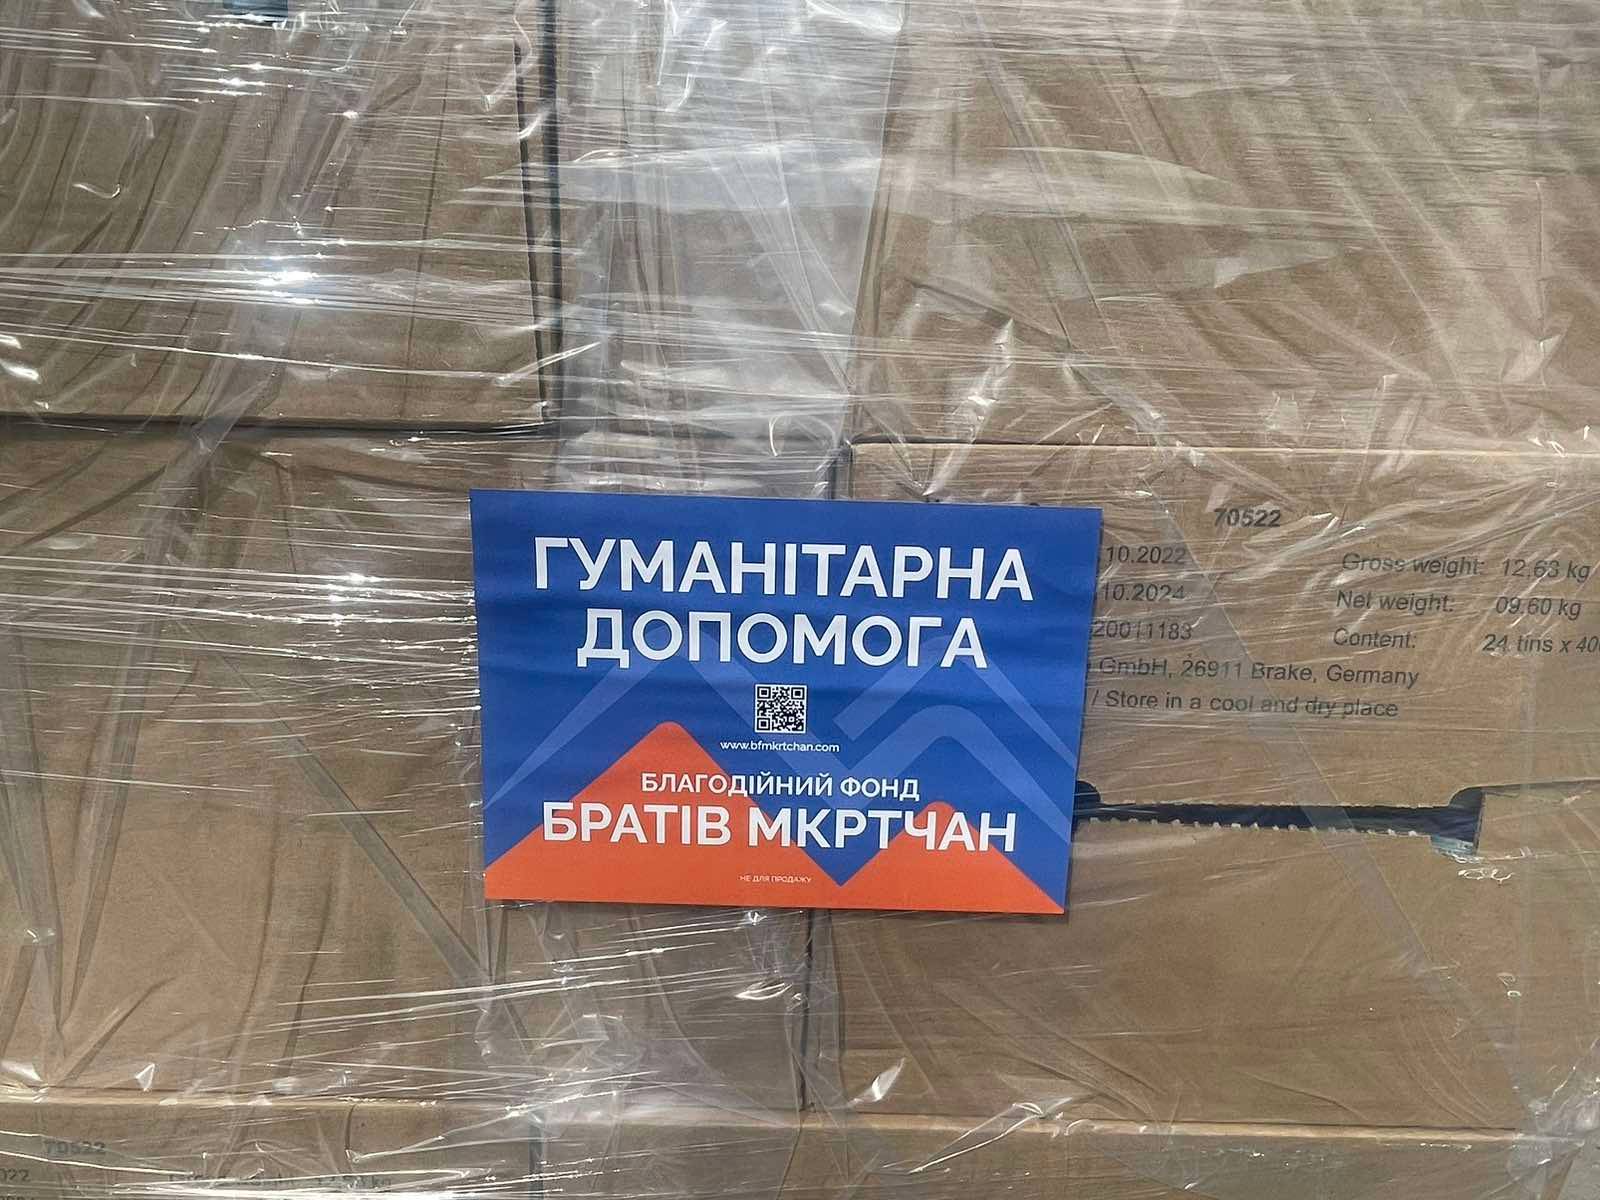 ГУМАНІТАРНА
ДОПОМОГА
www.bfmkrtchan.com
БЛАГОДІЙНИЙ ФОНД
БРАТІВ МКРТЧАН
НЕ ДЛЯ ПРОДАЖУ
70522
10.2022
10.2024
200|1183
GmbH, 26911 Brake, Germany
/ Store in a cool and dry place
Gross weight: 12.63 kg
Net weight: 09.60 kg
Content: 24 tins x
70522